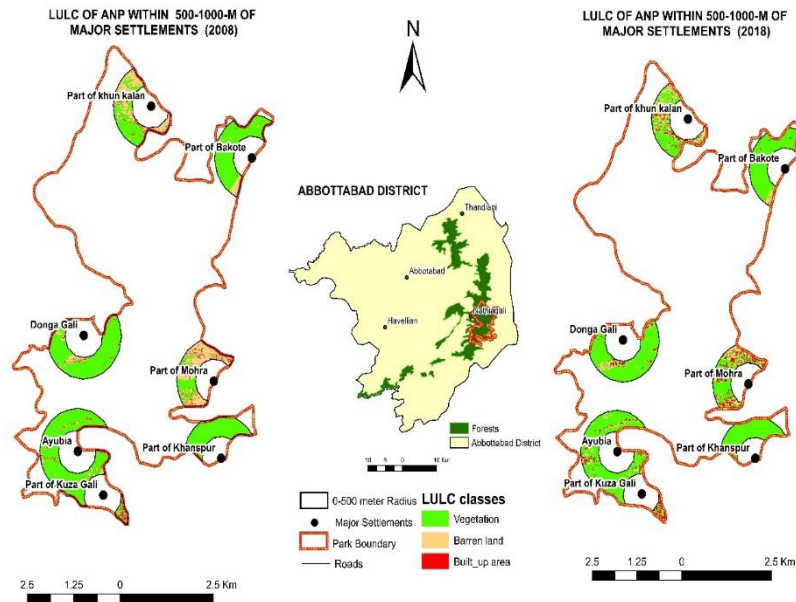 LULC OF ANP WITHIN 500-1000-M OF
MAJOR SETTLEMENTS (2008)
Part of khun kalan
Part of Bakote
Donga Gali
Part of Mohra
Ayubia
Part of Khanspur
Part of Kuza Gali
2.5 1.25 0 2.5 Km
N
ABBOTTABAD DISTRICT
Thandiani
Abbottabad
Nathiagali
Havellian
Forests
Abbottabad District
10 5 0 10 Km
0-500 meter Radius
Major Settlements
Park Boundary
Roads
LULC classes
Vegetation
Barren land
Built_up area
LULC OF ANP WITHIN 500-1000-M OF
MAJOR SETTLEMENTS (2018)
Part of khun kalan
Part of Bakote
Donga Gali
Part of Mohra
Ayubia
Part of Khanspur
Part of Kuza Gali
2.5 1.25 0 2.5 Km